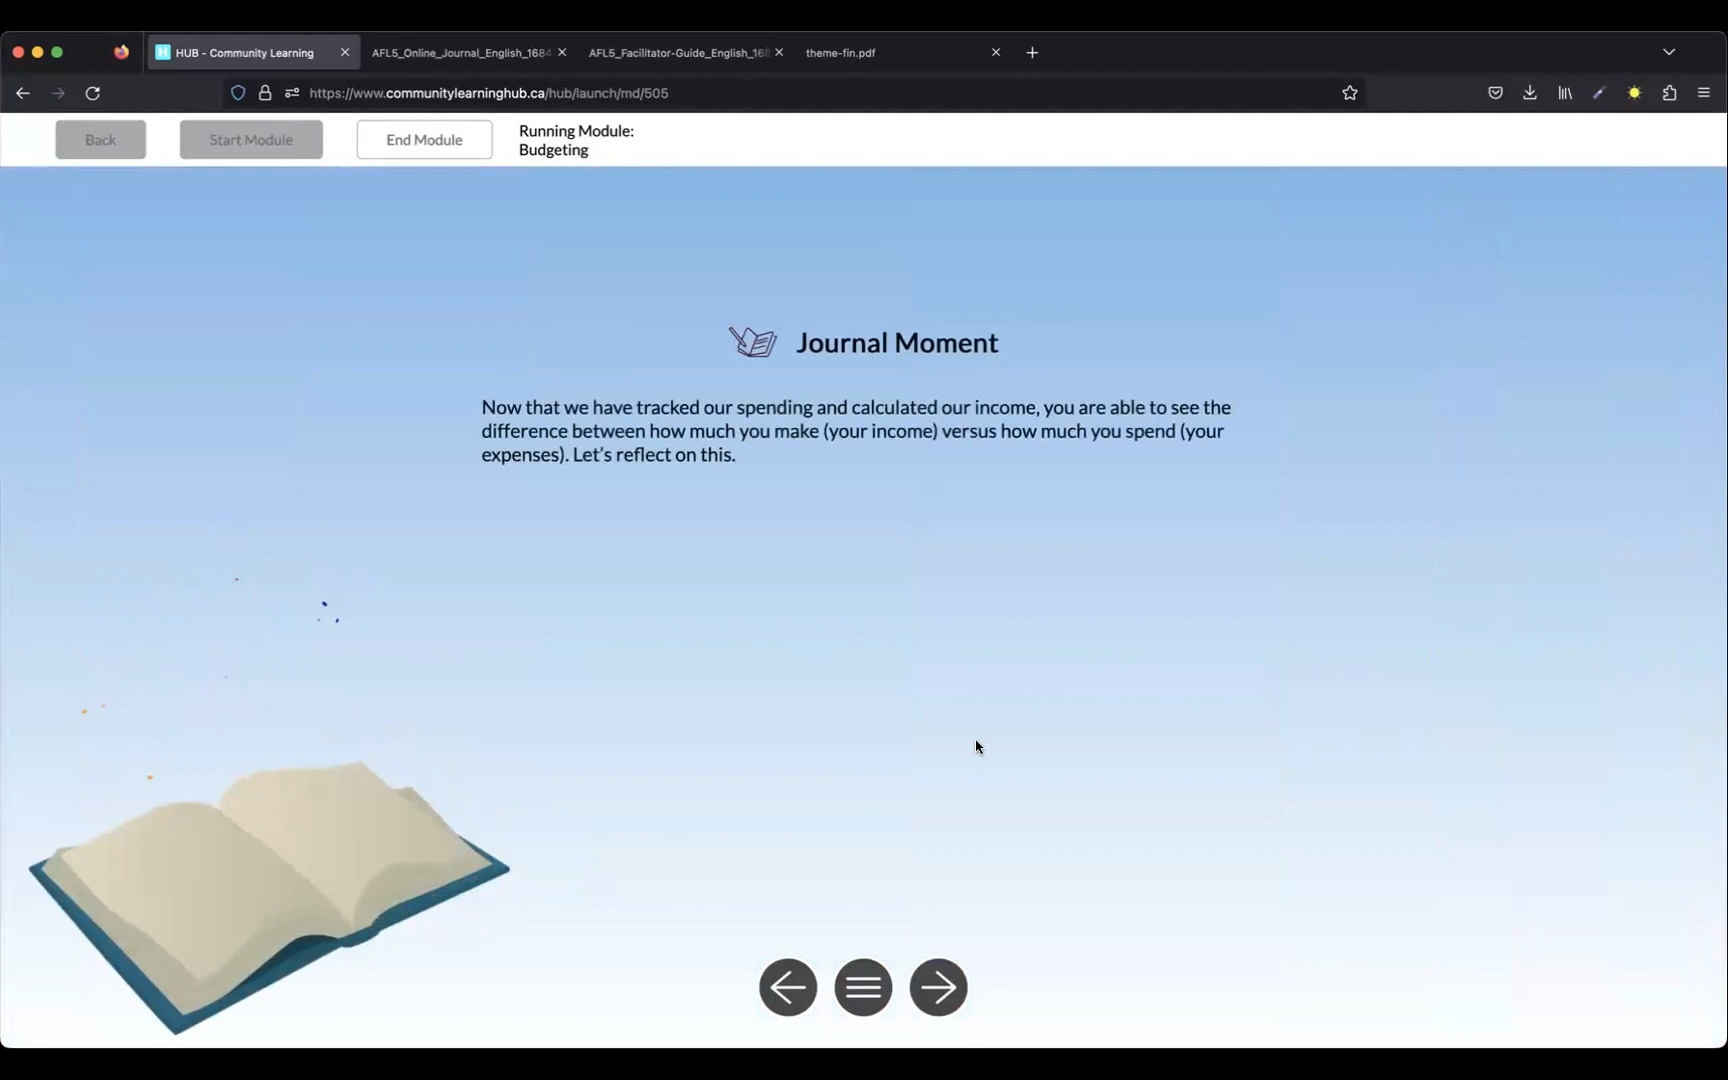 HUB - Community Learning
AFL5_Online_Journal_English_1684
AFL5_Facilitator-Guide_English_168
theme-fin.pdf
https://www.communitylearninghub.ca/hub/launch/md/505
Back
Start Module
End Module
Running Module:
Budgeting
Journal Moment
Now that we have tracked our spending and calculated our income, you are able to see the
difference between how much you make (your income) versus how much you spend (your
expenses). Let's reflect on this.